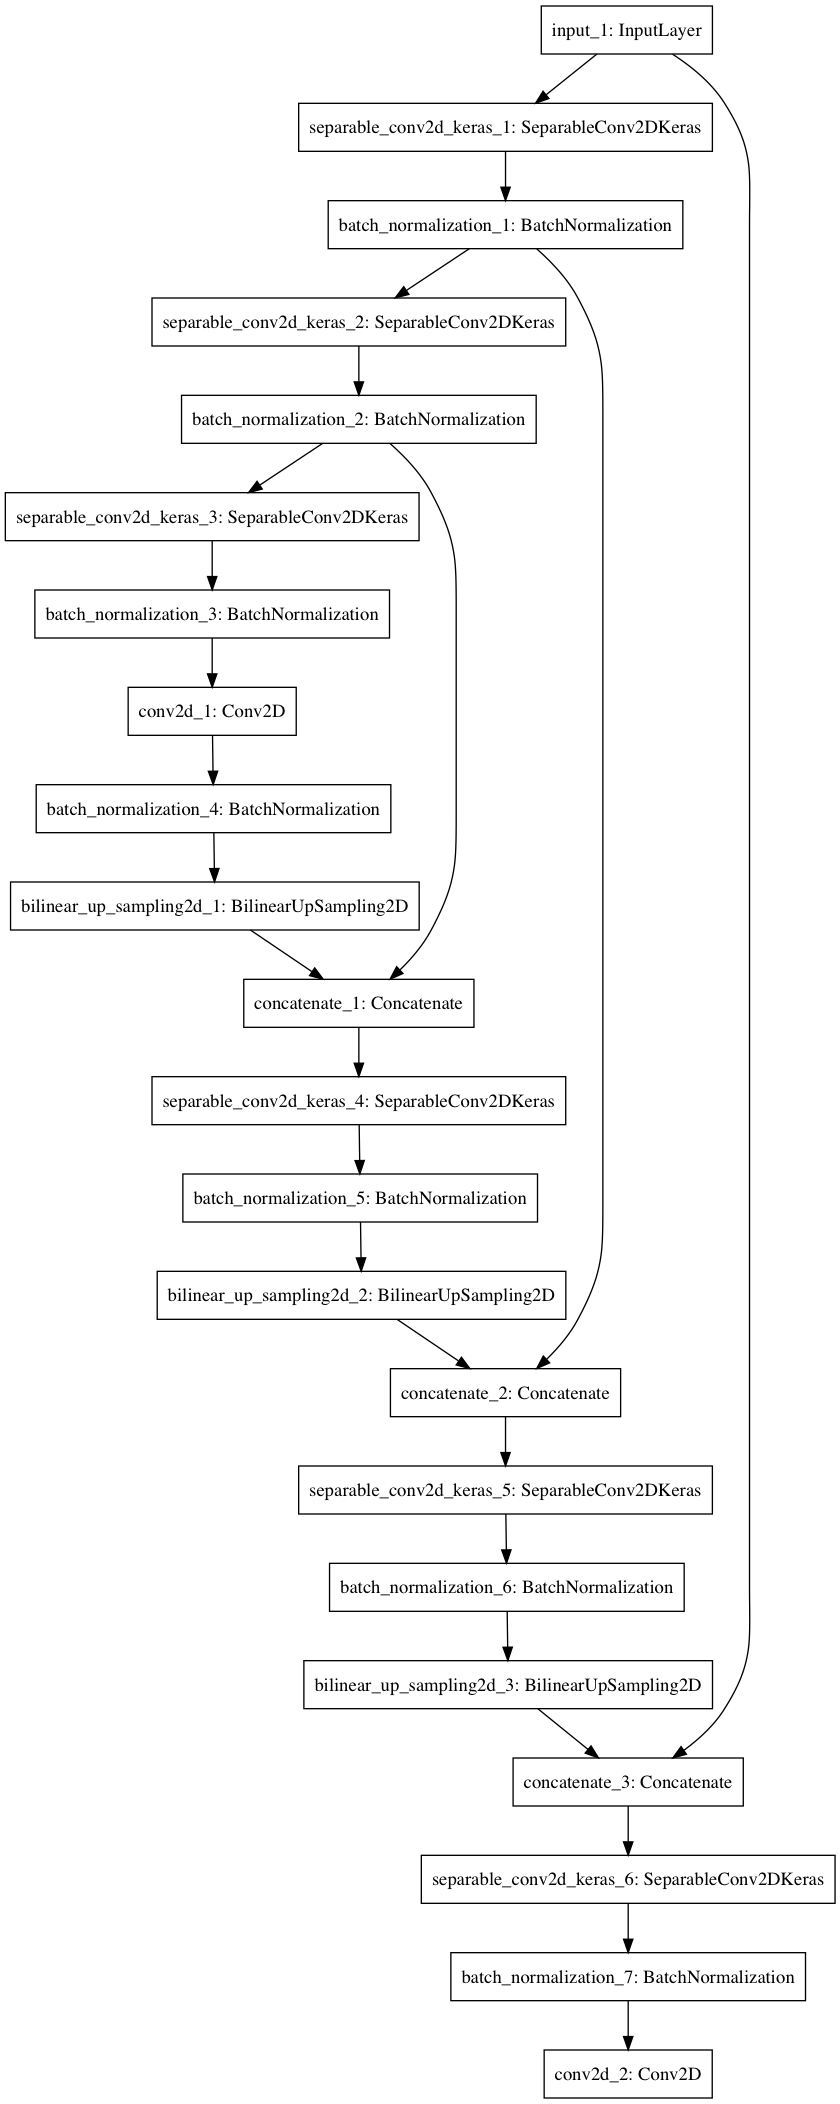 input_1: InputLayer
separable_conv2d_keras_1: SeparableConv2DKeras
batch_normalization_1: BatchNormalization
separable_conv2d_keras_2: SeparableConv2DKeras
batch_normalization_2: BatchNormalization
separable_conv2d_keras_3: SeparableConv2DKeras
batch_normalization_3: BatchNormalization
conv2d_1: Conv2D
batch_normalization_4: BatchNormalization
bilinear_up_sampling2d_1: BilinearUpSampling2D
concatenate_1: Concatenate
separable_conv2d_keras_4: SeparableConv2DKeras
batch_normalization_5: BatchNormalization
bilinear_up_sampling2d_2: BilinearUpSampling2D
concatenate_2: Concatenate
separable_conv2d_keras_5: SeparableConv2DKeras
batch_normalization_6: BatchNormalization
bilinear_up_sampling2d_3: BilinearUpSampling2D
concatenate_3: Concatenate
separable_conv2d_keras_6: SeparableConv2DKeras
batch_normalization_7: BatchNormalization
conv2d_2: Conv2D